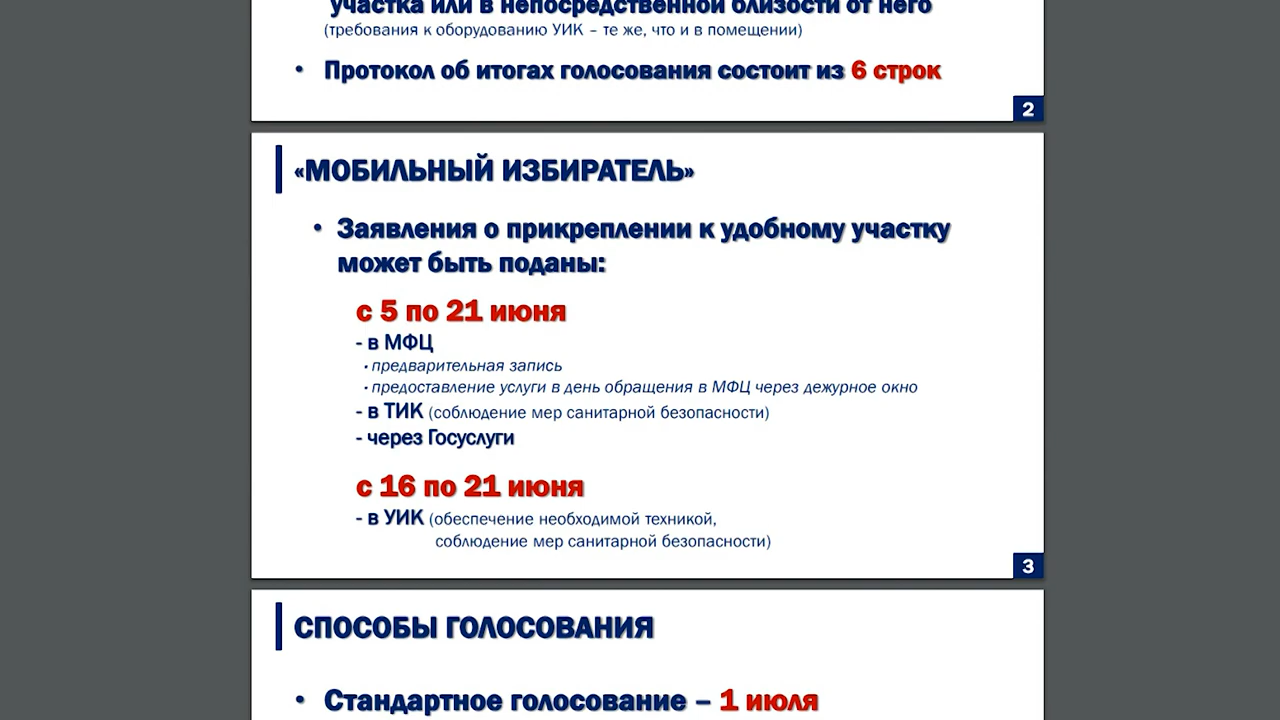 участка или в непосредственной близости от него
(требования к оборудованию УИК – те же, что и в помещении)
• Протокол об итогах голосования состоит из 6 строк
2
«МОБИЛЬНЫЙ ИЗБИРАТЕЛЬ»
• Заявления о прикреплении к удобному участку
может быть поданы:
с 5 по 21 июня
- в МФЦ
• предварительная запись
• предоставление услуги в день обращения в МФЦ через дежурное окно
- в ТИК (соблюдение мер санитарной безопасности)
- через Госуслуги
с 16 по 21 июня
- в УИК (обеспечение необходимой техникой,
соблюдение мер санитарной безопасности)
3
СПОСОБЫ ГОЛОСОВАНИЯ
• Стандартное голосование – 1 июля